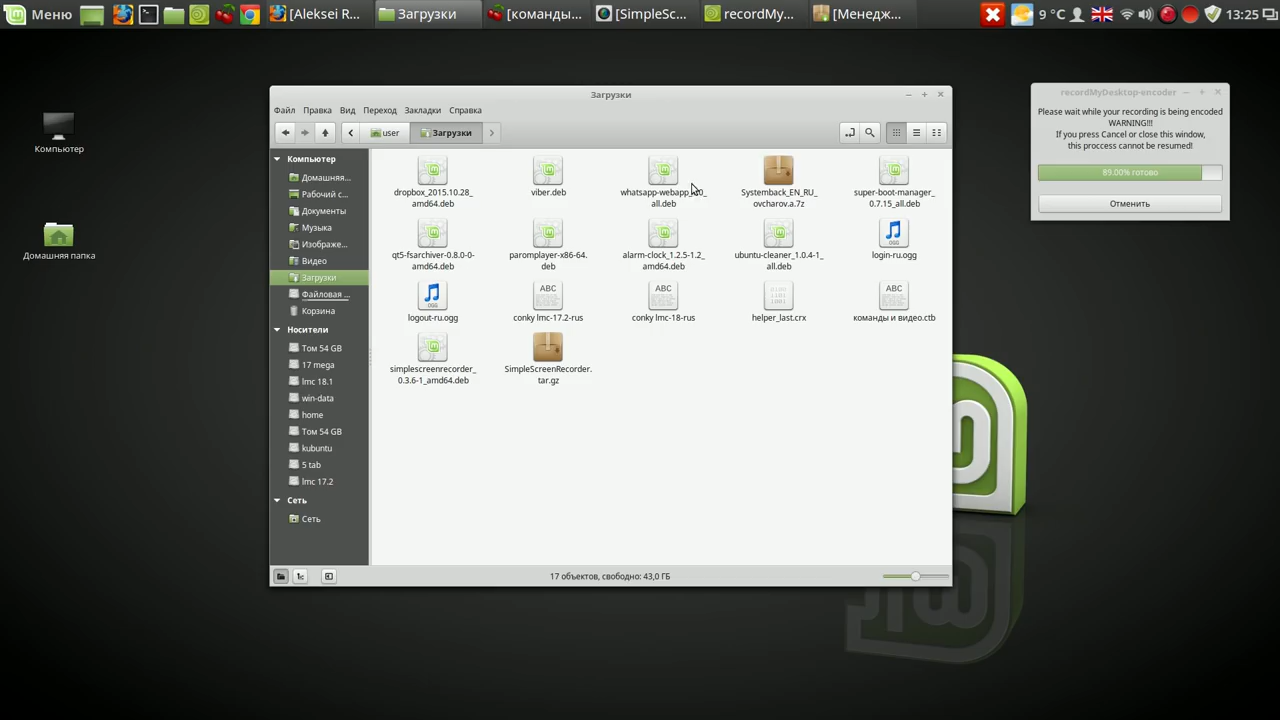 Меню
[Aleksei R...
Загрузки
[команды...
[SimpleSc...
recordMy...
[Менедж...
9 °C
13:25
Компьютер
Домашняя папка
Загрузки
Файл Правка Вид Переход Закладки Справка
user
Загрузки
Компьютер
Домашняя...
Рабочий с...
Документы
Музыка
Изображе...
Видео
Загрузки
Файловая ...
Корзина
Носители
Том 54 GB
17 mega
lmc 18.1
win-data
home
Том 54 GB
kubuntu
5 tab
lmc 17.2
Сеть
Сеть
dropbox_2015.10.28_
amd64.deb
viber.deb
whatsapp-webapp_
all.deb
Systemback_EN_RU_
ovcharov.a.7z
super-boot-manager_
0.7.15_all.deb
qt5-fsarchiver-0.8.0-0-
amd64.deb
paromplayer-x86-64.
deb
alarm-clock_1.2.5-1.2_
amd64.deb
ubuntu-cleaner_1.0.4-1_
all.deb
OGG
login-ru.ogg
OGG
logout-ru.ogg
ABC
conky lmc-17.2-rus
ABC
conky lmc-18-rus
helper_last.crx
ABC
команды и видео.ctb
simplescreenrecorder_
0.3.6-1_amd64.deb
SimpleScreenRecorder.
tar.gz
17 объектов, свободно: 43,0 ГБ
recordMyDesktop-encoder
Please wait while your recording is being encoded
WARNING!!!
If you press Cancel or close this window,
this proccess cannot be resumed!
89.00% готово
Отменить